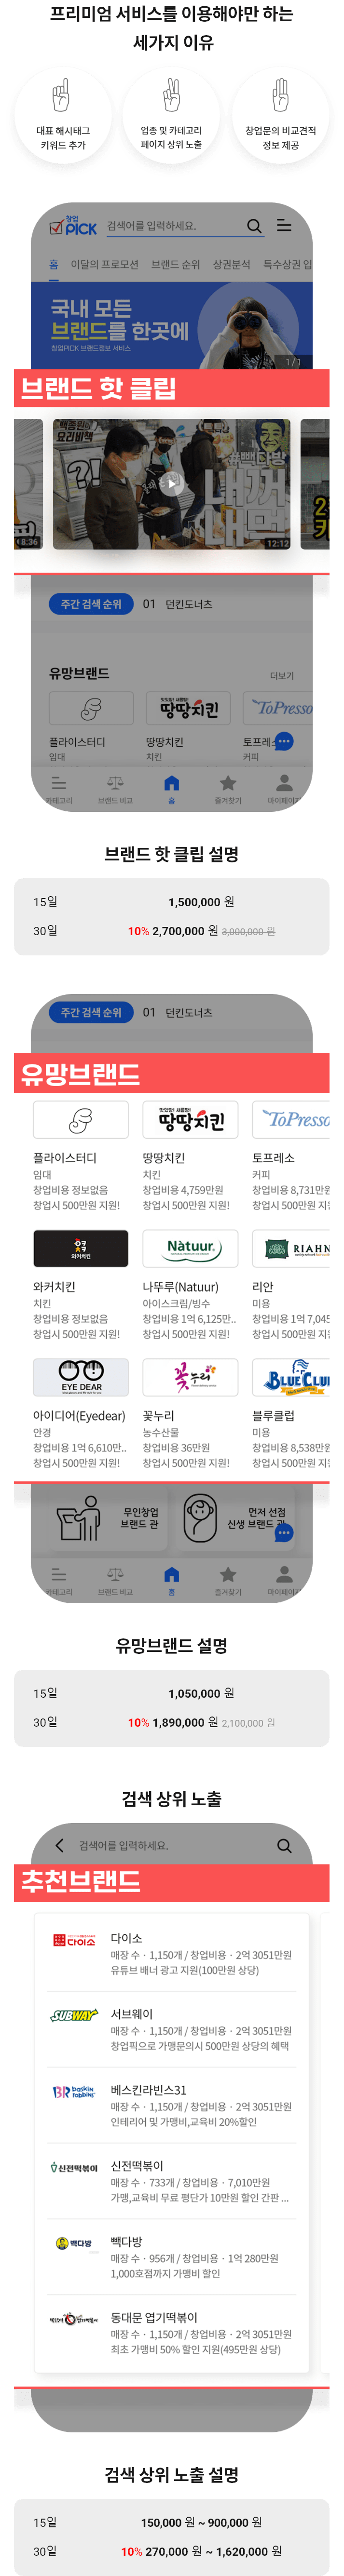 프리미엄 서비스를 이용해야만 하는
세가지 이유
대표 해시태그
키워드 추가
업종 및 카테고리
페이지 상위 노출
창업문의 비교견적
정보 제공
창업
PICK
검색어를 입력하세요.
홈 이달의 프로모션 브랜드 순위 상권분석 특수상권 입
국내 모든
브랜드를 한곳에
창업PICK 브랜드정보 서비스
1/1
브랜드 핫 클립
8:36
백종원의
요리비책
?!
#빽다방
12:12
주간 검색 순위 01 던킨도너츠
유망브랜드 더보기
땅땅치킨
ToPresso
플라이스터디 땅땅치킨 토프레소
임대 치킨 커피
카테고리 브랜드 비교 홈 즐겨찾기 마이페이지
브랜드 핫 클립 설명
15일 1,500,000 원
30일 10% 2,700,000 원 3,000,000 원
주간 검색 순위 01 던킨도너츠
유망브랜드
땅땅치킨
ToPresso
플라이스터디 땅땅치킨 토프레소
임대 치킨 커피
창업비용 정보없음 창업비용 4,759만원 창업비용 8,731만원
창업시 500만원 지원! 창업시 500만원 지원! 창업시 500만원 지원!
와커치킨
Nàtuur.
RIAHN
와커치킨 나뚜루(Natuur) 리안
치킨 아이스크림/빙수 미용
창업비용 정보없음 창업비용 1억 6,125만.. 창업비용 1억 7,045
창업시 500만원 지원! 창업시 500만원 지원! 창업시 500만원 지원!
EYE DEAR
꽃누리
BLUECLUB
아이디어(Eyedear) 꽃누리 블루클럽
안경 농수산물 미용
창업비용 1억 6,610만.. 창업비용 36만원 창업비용 8,538만원
창업시 500만원 지원! 창업시 500만원 지원! 창업시 500만원 지원!
무인창업
브랜드 관
먼저 선점
신생 브랜드 관
카테고리 브랜드 비교 홈 즐겨찾기 마이페이지
유망브랜드 설명
15일 1,050,000 원
30일 10% 1,890,000 원 2,100,000 원
검색 상위 노출
검색어를 입력하세요.
추천브랜드
다이소
다이소
매장 수 · 1,150개 / 창업비용 · 2억 3051만원
유튜브 배너 광고 지원(100만원 상당)
SUBWAY
서브웨이
매장 수 · 1,150개 / 창업비용 · 2억 3051만원
창업픽으로 가맹문의시 500만원 상당의 혜택
BR baskin robbins
베스킨라빈스31
매장 수 · 1,150개 / 창업비용 · 2억 3051만원
인테리어 및 가맹비,교육비 20%할인
신전떡볶이
신전떡볶이
매장 수 · 733개 / 창업비용 · 7,010만원
가맹,교육비 무료 평단가 10만원 할인 간판 ...
빽다방
빽다방
매장 수 · 956개 / 창업비용 · 1억 280만원
1,000호점까지 가맹비 할인
동대문 엽기떡볶이
매장 수 · 1,150개 / 창업비용 · 2억 3051만원
최초 가맹비 50% 할인 지원(495만원 상당)
검색 상위 노출 설명
15일 150,000 원 ~ 900,000 원
30일 10% 270,000 원 ~ 1,620,000 원